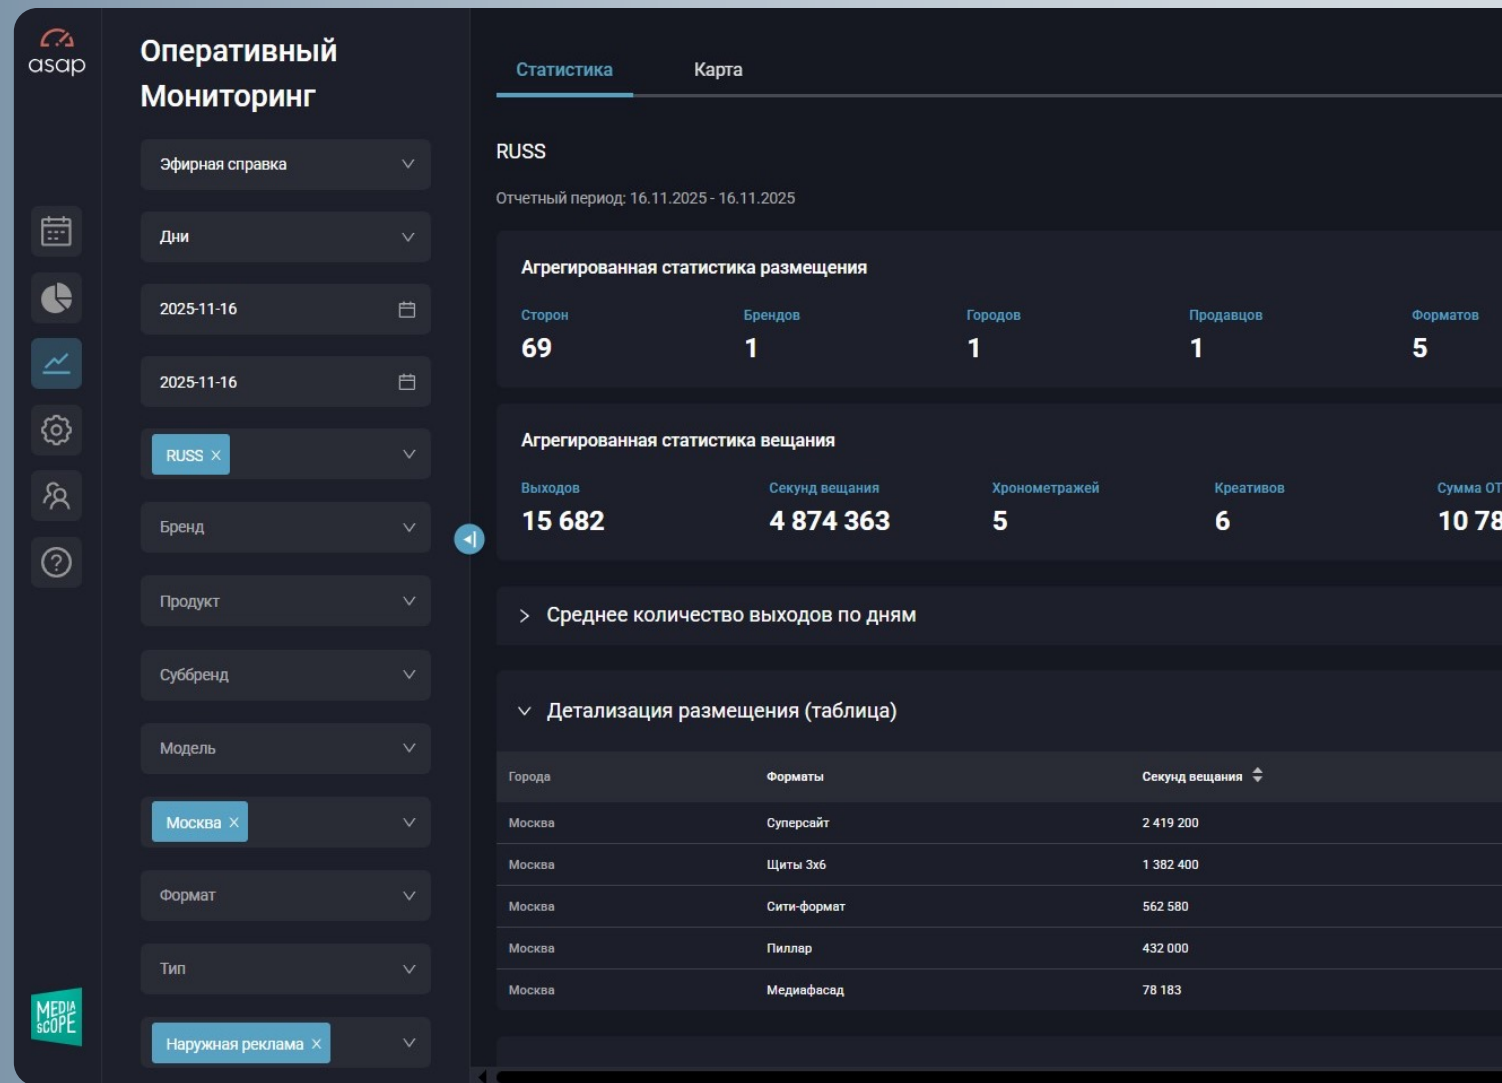 asap
Оперативный
Мониторинг
Эфирная справка
Дни
2025-11-16
2025-11-16
RUSS ×
Бренд
Продукт
Суббренд
Модель
Москва ×
Формат
Тип
Наружная реклама ×
MEDIA
SCOPE
Статистика Карта
RUSS
Отчетный период: 16.11.2025 - 16.11.2025
Агрегированная статистика размещения
Сторон Брендов Городов Продавцов Форматов
69 1 1 1 5
Агрегированная статистика вещания
Выходов Секунд вещания Хронометражей Креативов Сумма OT
15 682 4 874 363 5 6 10 78
Среднее количество выходов по дням
Детализация размещения (таблица)
Города Форматы Секунд вещания
Москва Суперсайт 2 419 200
Москва Щиты 3х6 1 382 400
Москва Сити-формат 562 580
Москва Пиллар 432 000
Москва Медиафасад 78 183